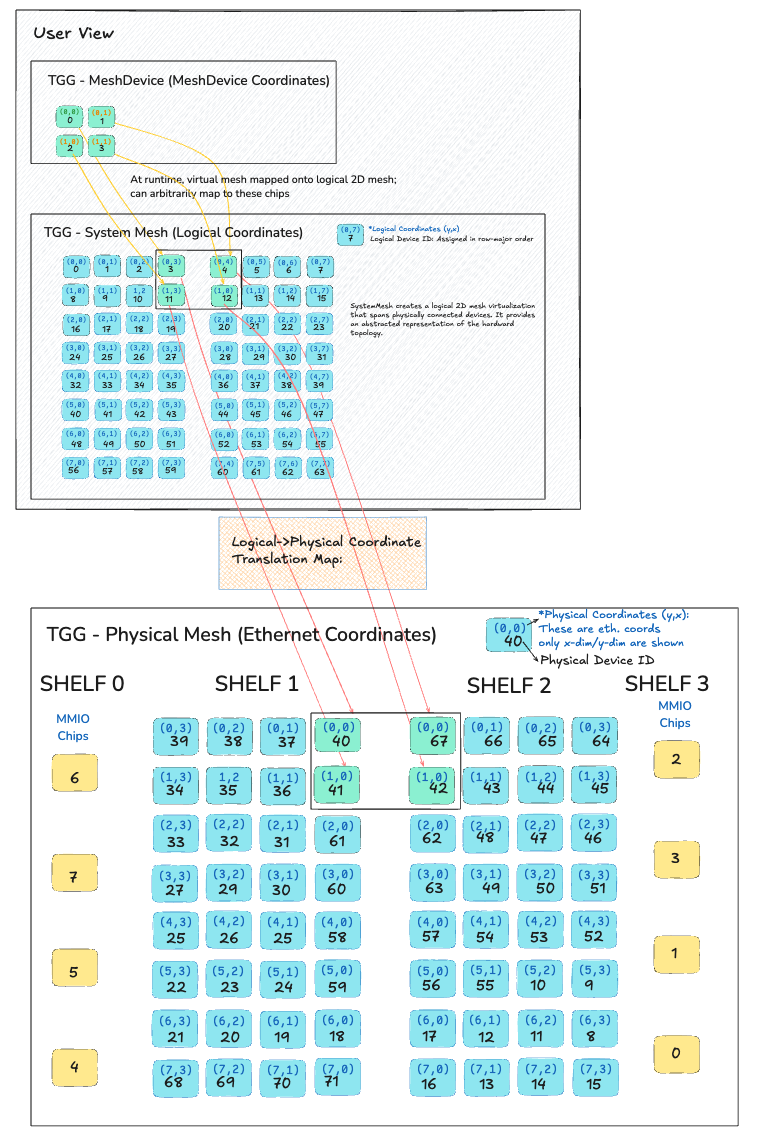 User View
TGG - MeshDevice (MeshDevice Coordinates)
(0,0) (0,1)
0 1
(1,0) (1,1)
2 3
At runtime, virtual mesh mapped onto logical 2D mesh;
can arbitrarily map to these chips
TGG - System Mesh (Logical Coordinates)
(0,7)
7
*Logical Coordinates (y,x)
Logical Device ID: Assigned in row-major order
(0,0) (0,1) (0,2) (0,3) (0,4) (0,5) (0,6) (0,7)
0 1 2 3 4 5 6 7
(1,0) (1,1) 1,2 (1,3) (1,0) (1,1) (1,2) (1,7)
8 9 10 11 12 13 14 15
SystemMesh creates a logical 2D mesh virtualization
that spans physically connected devices. It provides
an abstracted representation of the hardware
topology.
(2,0) (2,1) (2,2) (2,3) (2,0) (2,1) (2,2) (2,7)
16 17 18 19 20 21 22 23
(3,0) (3,1) (3,2) (3,3) (3,0) (3,1) (3,2) (3,7)
24 25 26 27 28 29 30 31
(4,0) (4,1) (4,2) (4,3) (4,0) (4,1) (4,2) (4,7)
32 33 34 35 36 37 38 39
(5,0) (5,1) (5,2) (5,3) (5,0) (5,1) (5,2) (5,7)
40 41 42 43 44 45 46 47
(6,0) (6,1) (6,2) (6,3) (6,0) (6,1) (6,2) (6,7)
48 49 50 51 52 53 54 55
(7,0) (7,1) (7,2) (7,3) (7,4) (7,5) (7,6) (7,7)
56 57 58 59 60 61 62 63
Logical->Physical Coordinate
Translation Map:
TGG - Physical Mesh (Ethernet Coordinates)
(0,0)
40
*Physical Coordinates (y,x):
These are eth. coords
only x-dim/y-dim are shown
Physical Device ID
SHELF 0 SHELF 1 SHELF 2 SHELF 3
MMIO
Chips
MMIO
Chips
(0,3) (0,2) (0,1) (0,0) (0,0) (0,1) (0,2) (0,3)
39 38 37 40 67 66 65 64
6 2
(1,3) 1,2 (1,1) (1,0) (1,0) (1,1) (1,2) (1,3)
34 35 36 41 42 43 44 45
(2,3) (2,2) (2,1) (2,0) (2,0) (2,1) (2,2) (2,3)
33 32 31 61 62 48 47 46
7 3
(3,3) (3,2) (3,1) (3,0) (3,0) (3,1) (3,2) (3,3)
27 29 30 60 63 49 50 51
(4,3) (4,2) (4,1) (4,0) (4,0) (4,1) (4,2) (4,3)
25 26 25 58 57 54 53 52
5 1
(5,3) (5,2) (5,1) (5,0) (5,0) (5,1) (5,2) (5,3)
22 23 24 59 56 55 10 9
(6,3) (6,2) (6,1) (6,0) (6,0) (6,1) (6,2) (6,3)
21 20 19 18 17 12 11 8
4 0
(7,3) (7,2) (7,1) (7,0) (7,0) (7,1) (7,2) (7,3)
68 69 70 71 16 13 14 15